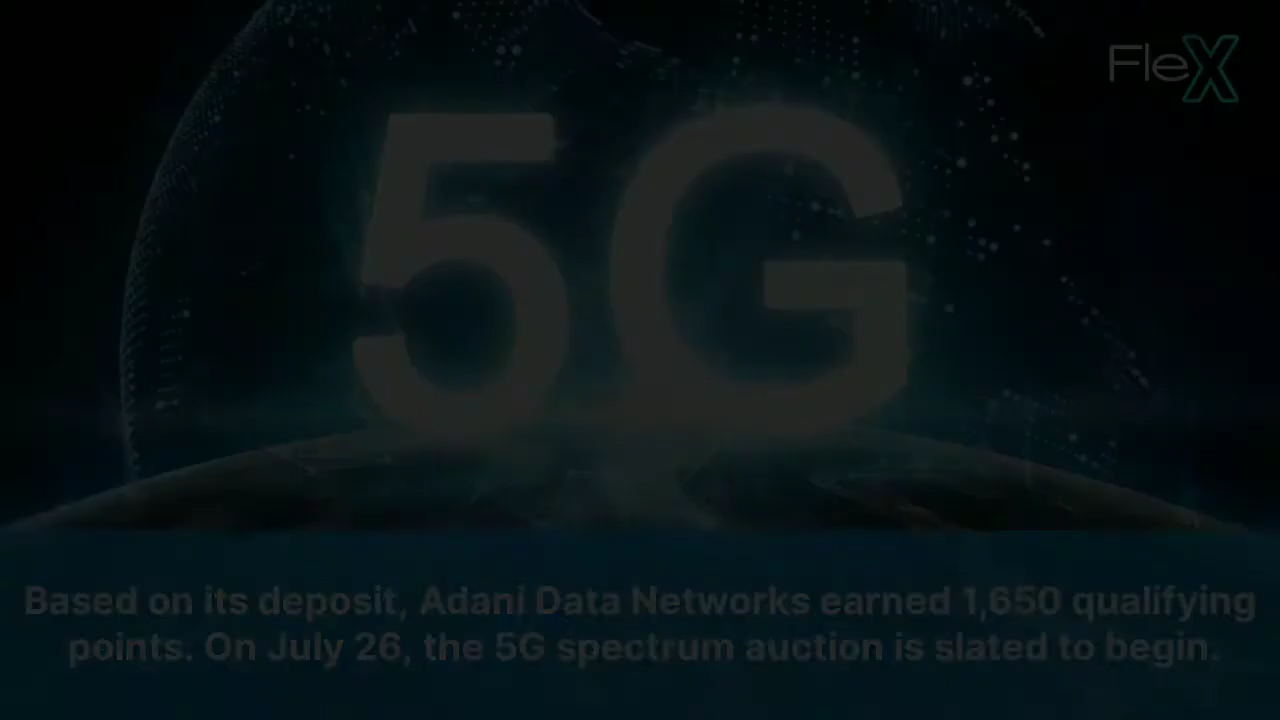 FleX
5G
Based on its deposit, Adani Data Networks earned 1,650 qualifying
points. On July 26, the 5G spectrum auction is slated to begin.